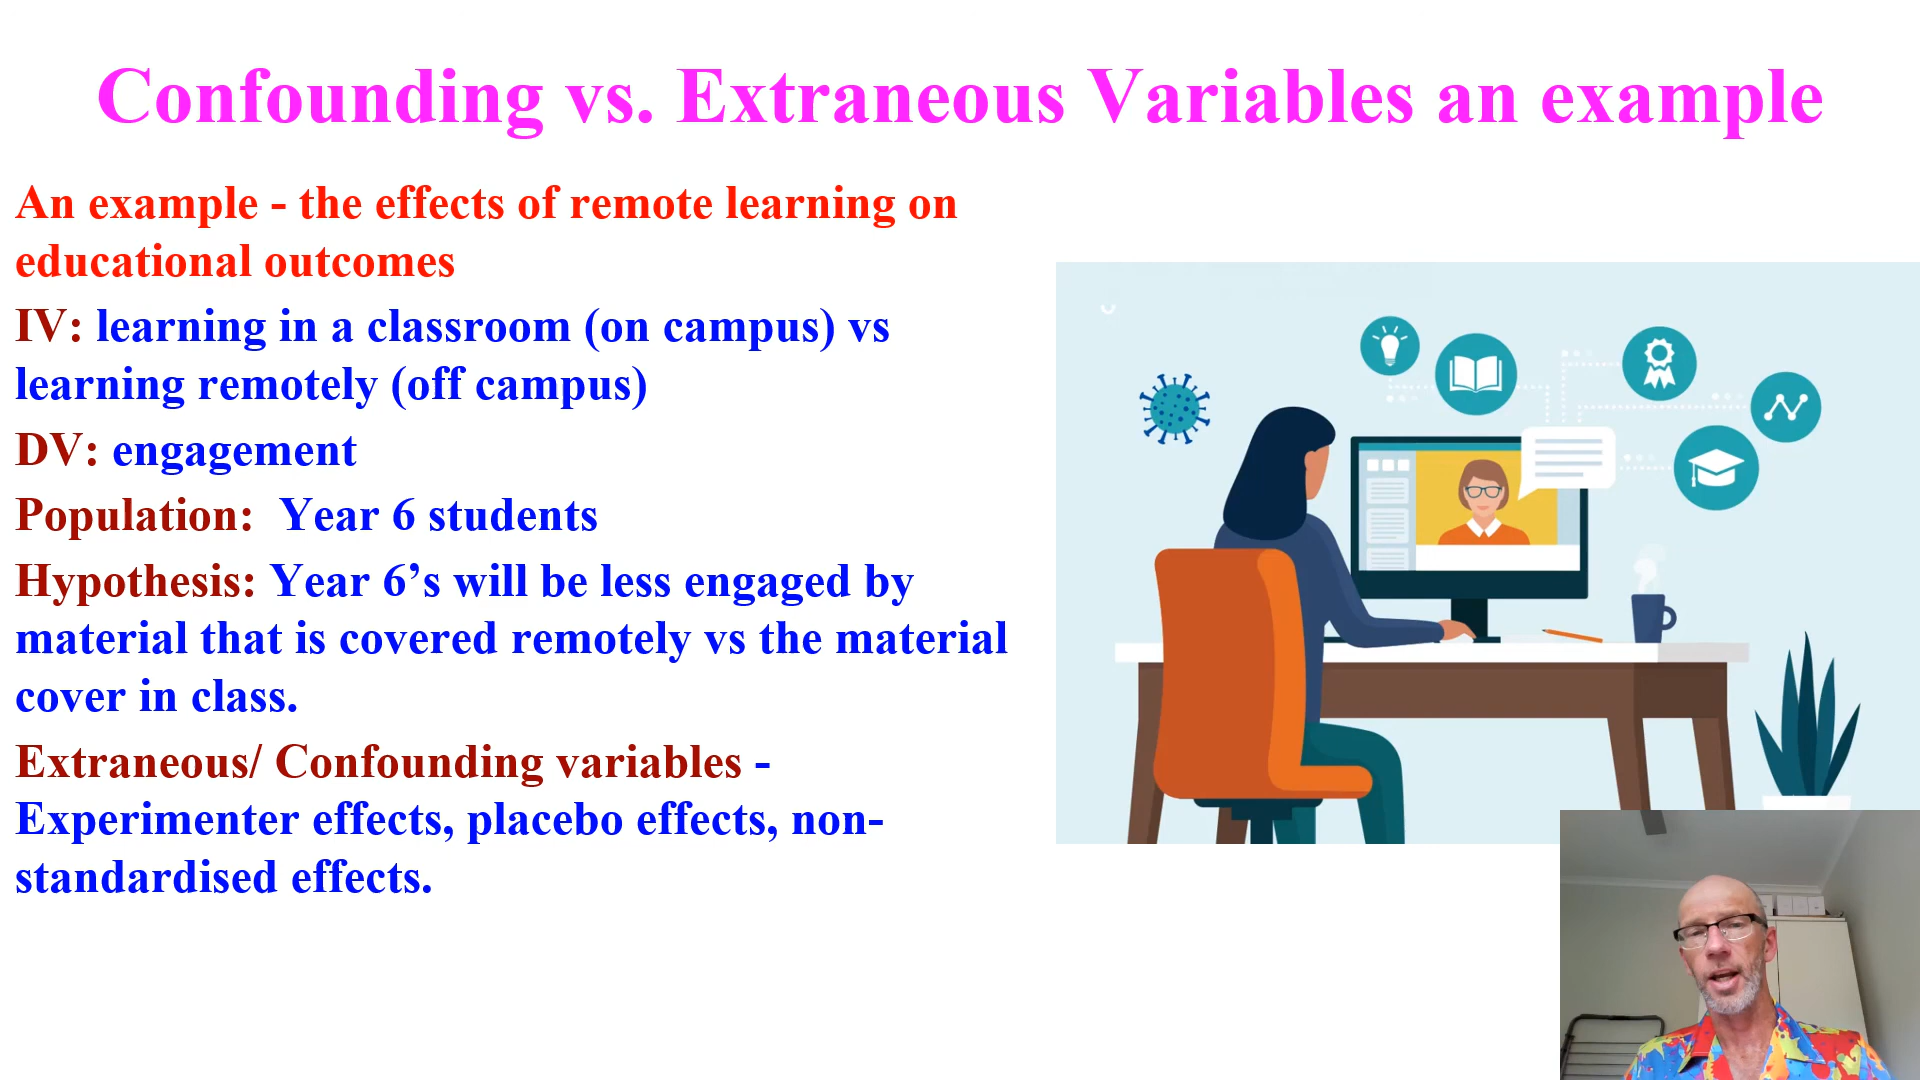 Confounding vs. Extraneous Variables an example
An example - the effects of remote learning on
educational outcomes
IV: learning in a classroom (on campus) vs
learning remotely (off campus)
DV: engagement
Population:  Year 6 students
Hypothesis: Year 6’s will be less engaged by
material that is covered remotely vs the material
cover in class.
Extraneous/ Confounding variables -
Experimenter effects, placebo effects, non-
standardised effects.